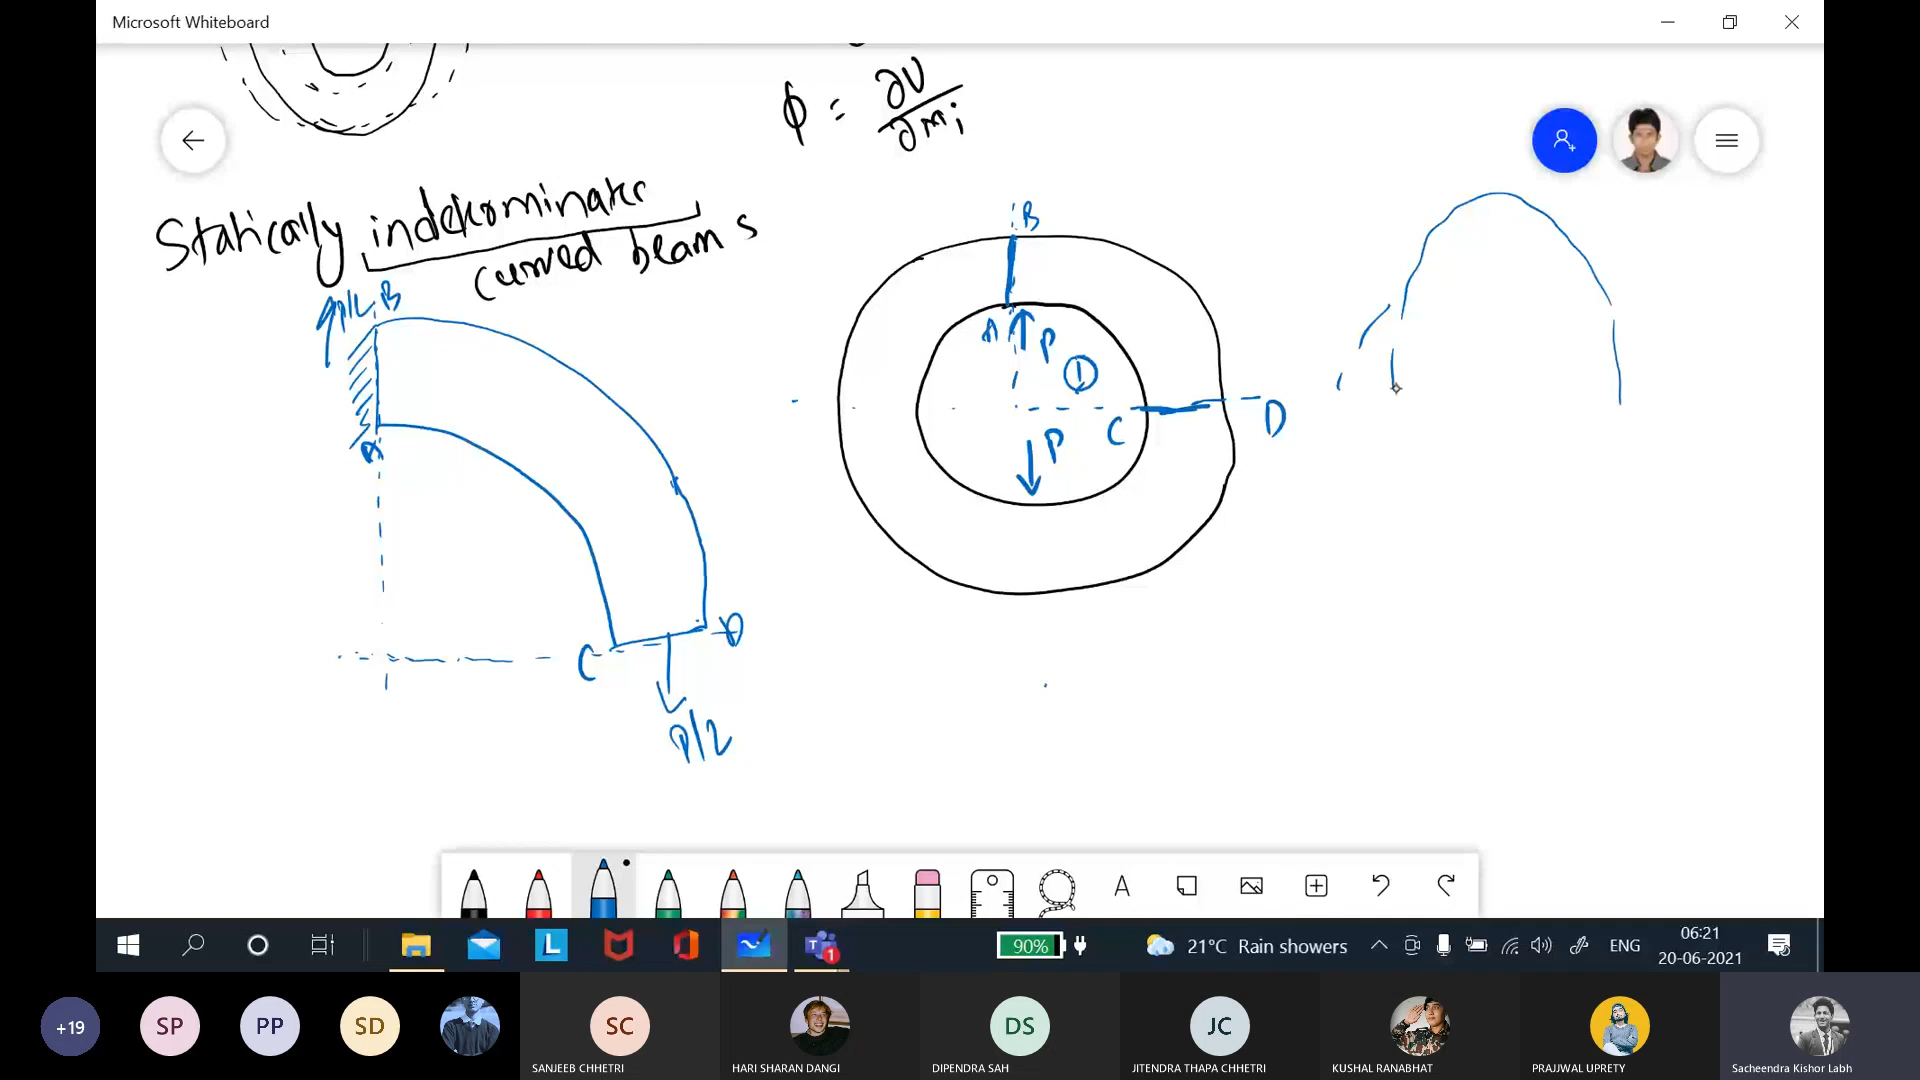 Microsoft Whiteboard
ϕ = ∂U/∂Mi
Statically indeterminate
curved beams
P/2
B
A
C
D
P/2
B
A
P
①
P
C
D
A
90%
21°C Rain showers
ENG
06:21
20-06-2021
L
1
+19
SP
PP
SD
SC
SANJEEB CHHETRI
HARI SHARAN DANGI
DS
DIPENDRA SAH
JC
JITENDRA THAPA CHHETRI
KUSHAL RANABHAT
PRAJJWAL UPRETY
Sacheendra Kishor Labh